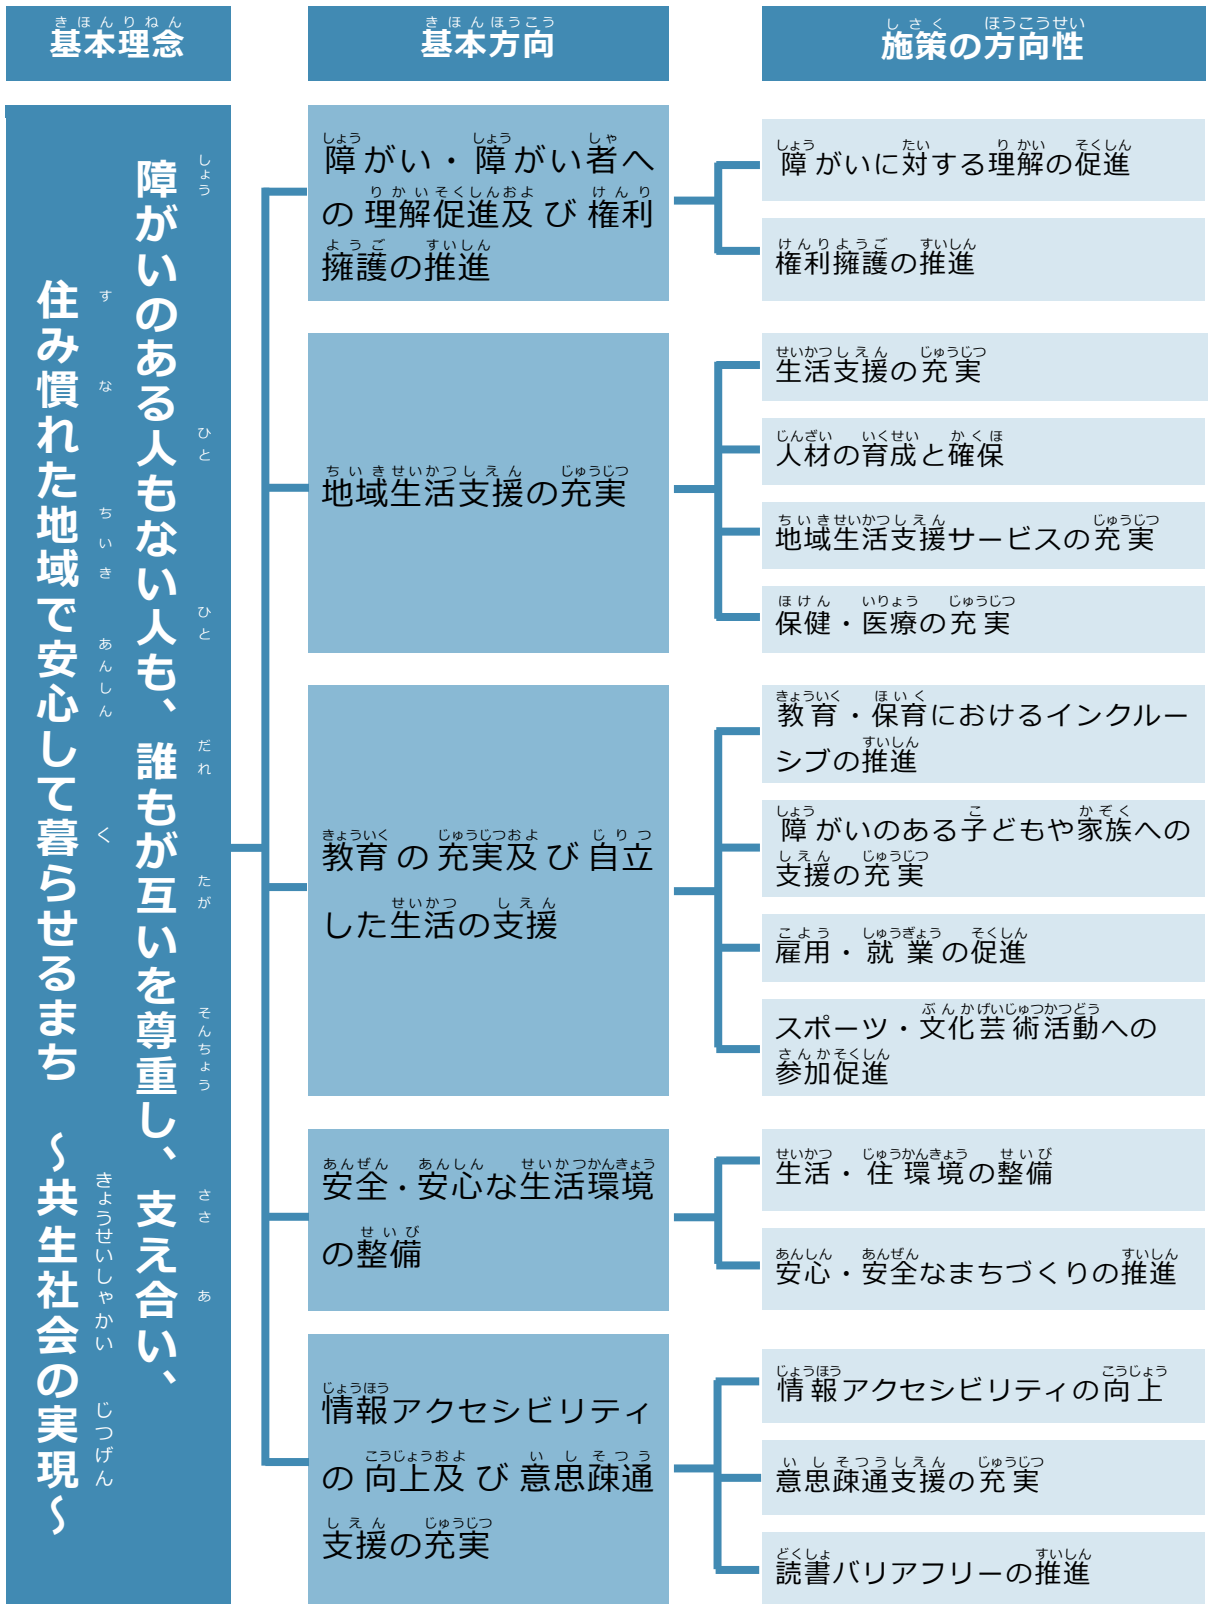 基本理念
基本方向
施策の方向性
障がいのある人もない人も、誰もが互いを尊重し、支え合い、
住み慣れた地域で安心して暮らせるまち ～共生社会の実現～
障がい・障がい者へ
の理解促進及び権利
擁護の推進
障がいに対する理解の促進
権利擁護の推進
地域生活支援の充実
生活支援の充実
人材の育成と確保
地域生活支援サービスの充実
保健・医療の充実
教育の充実及び自立
した生活の支援
教育・保育におけるインクルー
シブの推進
障がいのある子どもや家族への
支援の充実
雇用・就業の促進
スポーツ・文化芸術活動への
参加促進
安全・安心な生活環境
の整備
生活・住環境の整備
安心・安全なまちづくりの推進
情報アクセシビリティ
の向上及び意思疎通
支援の充実
情報アクセシビリティの向上
意思疎通支援の充実
読書バリアフリーの推進